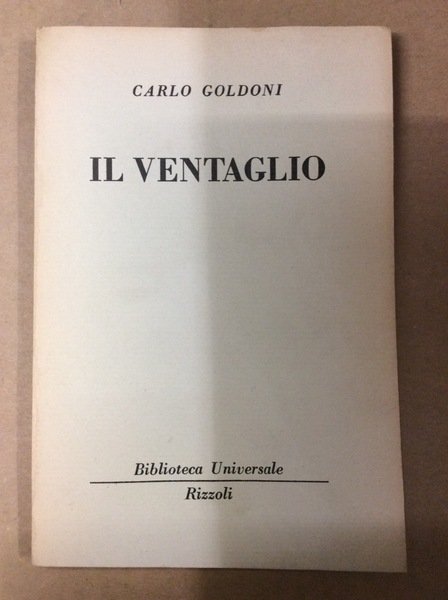 CARLO GOLDONI
IL VENTAGLIO
Biblioteca Universale
Rizzoli